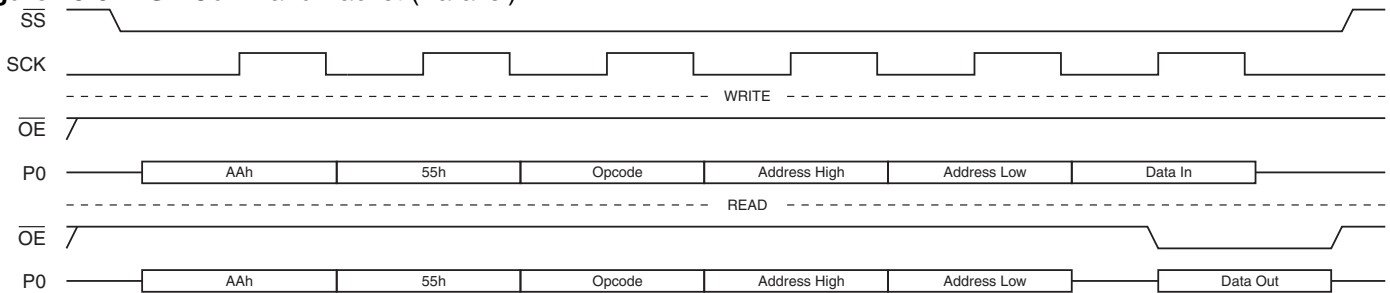 SS
SCK
WRITE
OE
P0 AAh 55h Opcode Address High Address Low Data In
READ
OE
P0 AAh 55h Opcode Address High Address Low Data Out